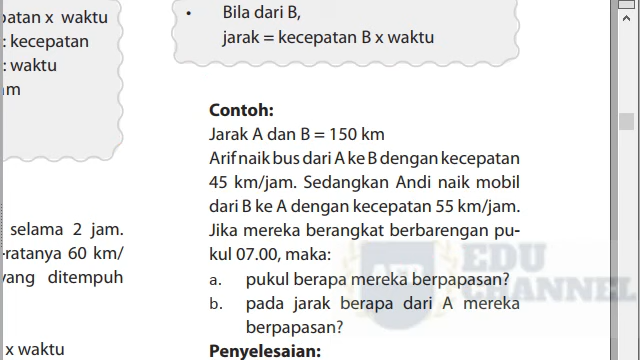 patan x waktu
: kecepatan
: waktu
am
selama 2 jam.
-ratanya 60 km/
yang ditempuh
x waktu
• Bila dari B,
jarak = kecepatan B x waktu
Contoh:
Jarak A dan B = 150 km
Arif naik bus dari A ke B dengan kecepatan
45 km/jam. Sedangkan Andi naik mobil
dari B ke A dengan kecepatan 55 km/jam.
Jika mereka berangkat berbarengan pu-
kul 07.00, maka:
a. pukul berapa mereka berpapasan?
b. pada jarak berapa dari A mereka
berpapasan?
Penyelesaian:
EDU
CHANNEL